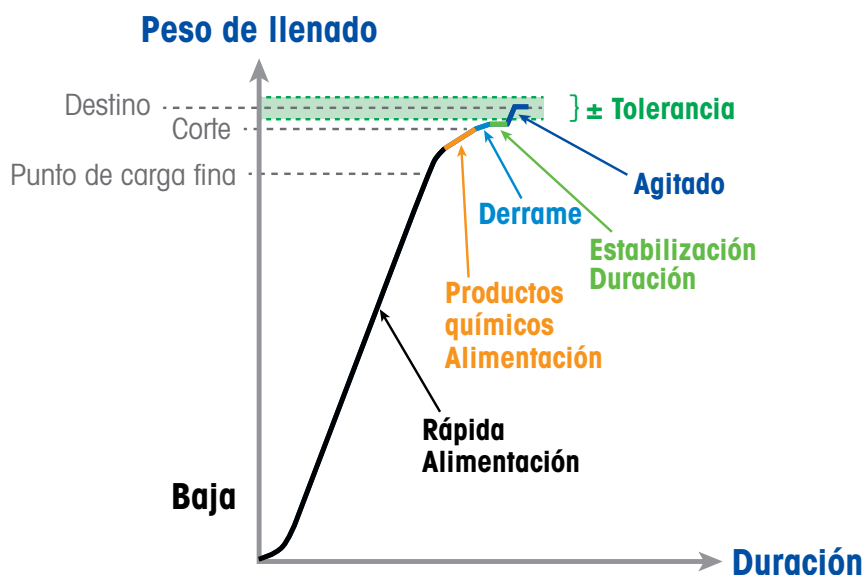 Peso de llenado
Destino
± Tolerancia
Corte
Punto de carga fina
Agitado
Derrame
Estabilización
Duración
Productos
químicos
Alimentación
Rápida
Alimentación
Baja
Duración